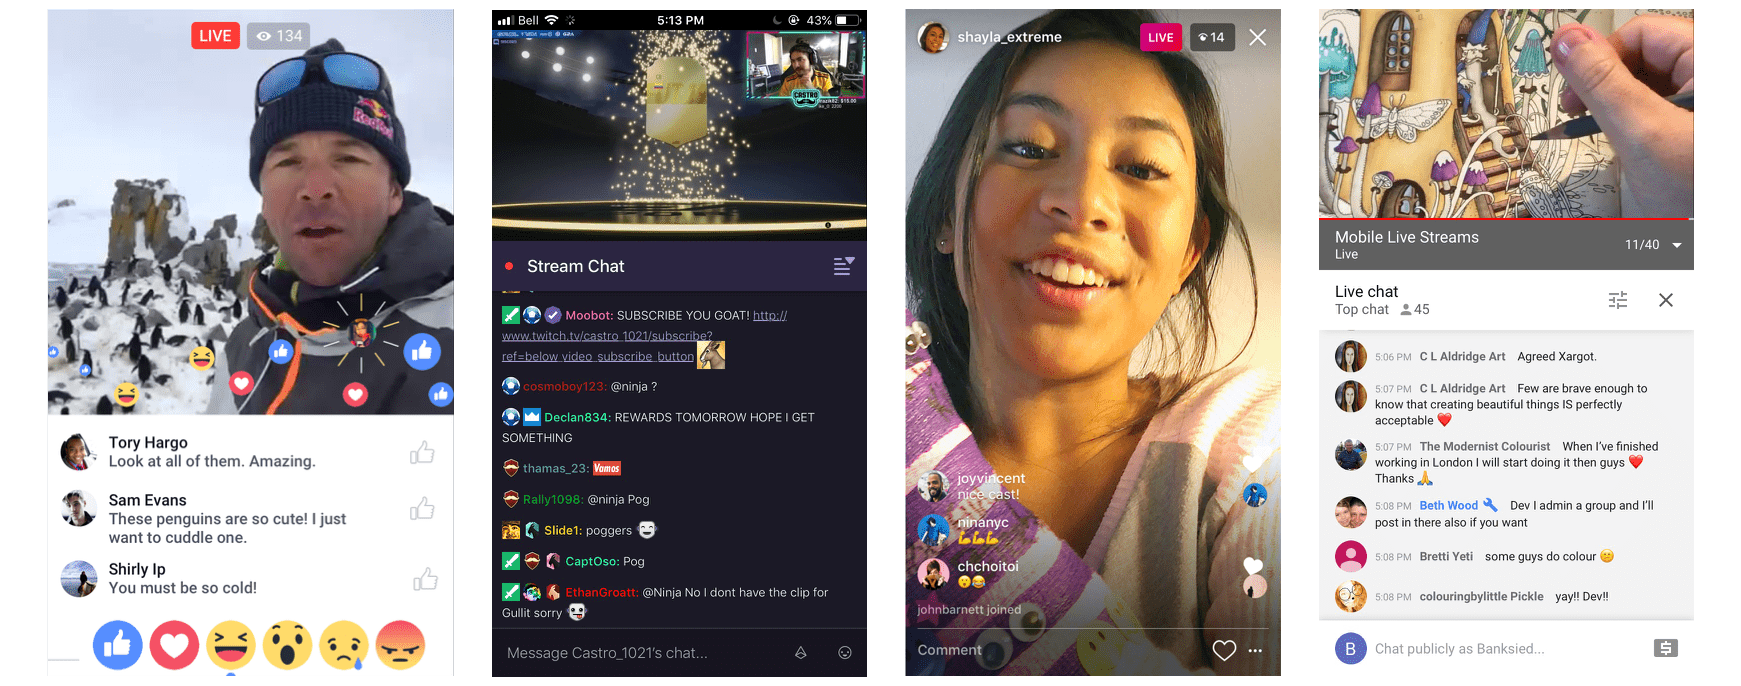 LIVE 134
Red Bull
Tory Hargo
Look at all of them. Amazing.
Sam Evans
These penguins are so cute! I just
want to cuddle one.
Shirly Ip
You must be so cold!
Bell 5:13 PM 43%
CASTRO
Stream Chat
Moobot: SUBSCRIBE YOU GOAT! http://
www.twitch.tv/castro_1021/subscribe?
ref=below_video_subscribe_button
cosmoboy123: @ninja ?
Declan834: REWARDS TOMORROW HOPE I GET
SOMETHING
thamas_23: Vamos
Rally1098: @ninja Pog
Slide1: poggers
CaptOso: Pog
EthanGroatt: @Ninja No I dont have the clip for
Gullit sorry
Message Castro_1021's chat...
shayla_extreme LIVE 14
joyvincent
nice cast!
ninanyc
💪💪💪
chchoitoi
😮😂
johnbarnett joined
Comment
Mobile Live Streams
Live
11/40
Live chat
Top chat 45
5:06 PM C L Aldridge Art Agreed Xargot.
5:07 PM C L Aldridge Art Few are brave enough to
know that creating beautiful things IS perfectly
acceptable ❤️
5:07 PM The Modernist Colourist When I've finished
working in London I will start doing it then guys ❤️
Thanks 🙏
5:08 PM Beth Wood 🔧 Dev I admin a group and I'll
post in there also if you want
5:08 PM Bretti Yeti some guys do colour 😕
5:08 PM colouringbylittle Pickle yay!! Dev!!
B Chat publicly as Banksied...